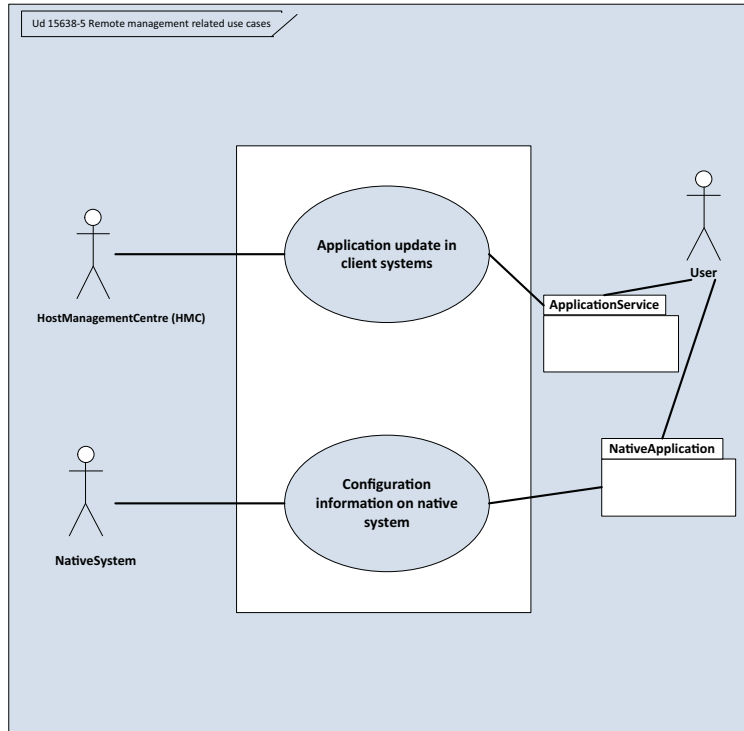 Ud 15638-5 Remote management related use cases
Application update in
client systems
User
HostManagementCentre (HMC)
ApplicationService
NativeApplication
Configuration
information on native
system
NativeSystem